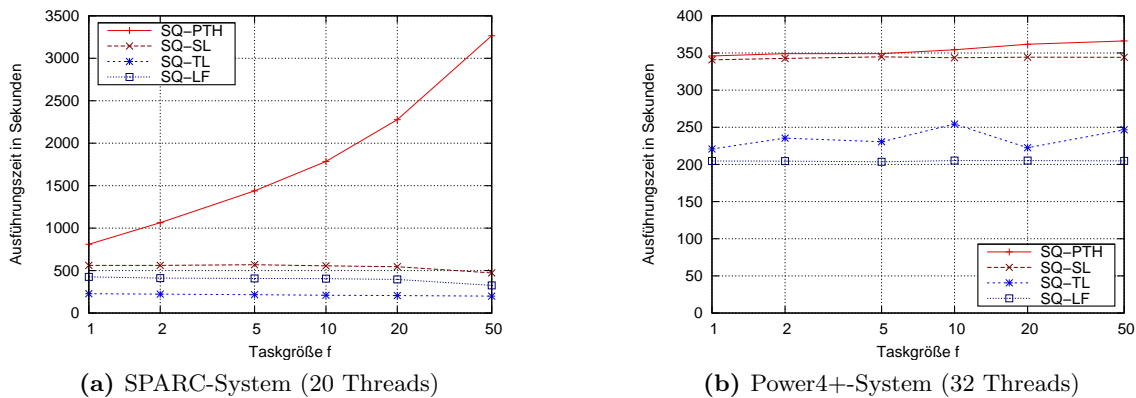 3500
3000
2500
2000
1500
1000
500
0
Ausführungszeit in Sekunden
SQ-PTH
SQ-SL
SQ-TL
SQ-LF
1 2 5 10 20 50
Taskgröße f
(a) SPARC-System (20 Threads)
400
350
300
250
200
150
100
50
0
Ausführungszeit in Sekunden
SQ-PTH
SQ-SL
SQ-TL
SQ-LF
1 2 5 10 20 50
Taskgröße f
(b) Power4+-System (32 Threads)